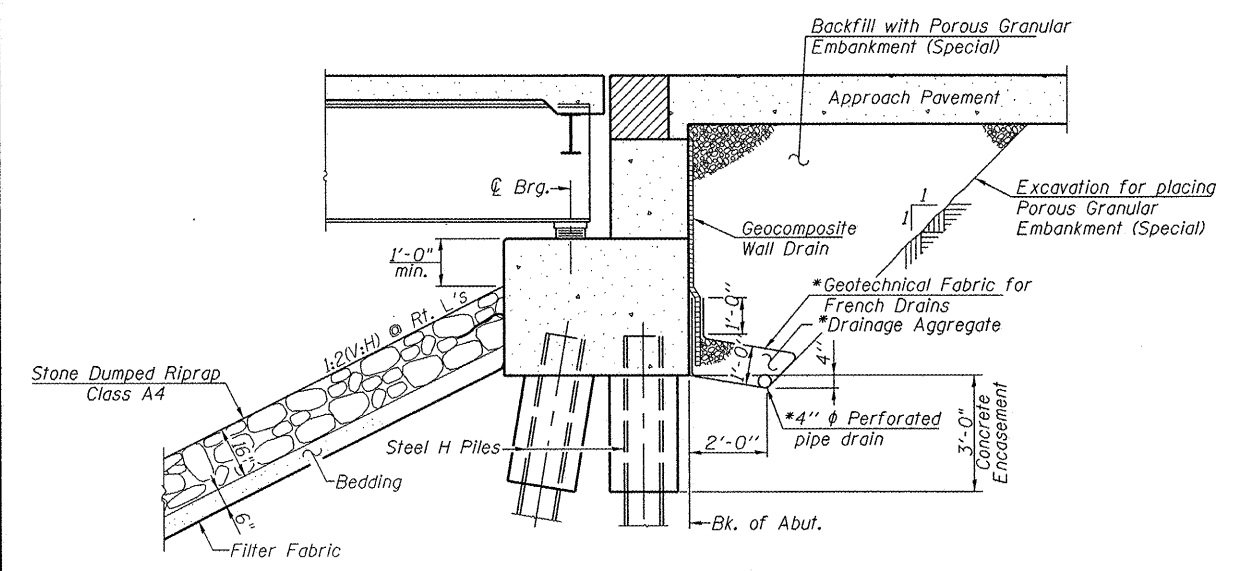 Backfill with Porous Granular
Embankment (Special)
Approach Pavement
℄ Brg.
1
1
Excavation for placing
Porous Granular
Embankment (Special)
Geocomposite
Wall Drain
1'-0"
min.
*Geotechnical Fabric for
French Drains
1'-0"
*Drainage Aggregate
1:2(V:H) @ Rt. L's
1'-0"
4"
Stone Dumped Riprap
Class A4
*4" ϕ Perforated
pipe drain
16"
Steel H Piles
2'-0"
3'-0"
Concrete
Encasement
Bedding
6"
Bk. of Abut.
Filter Fabric